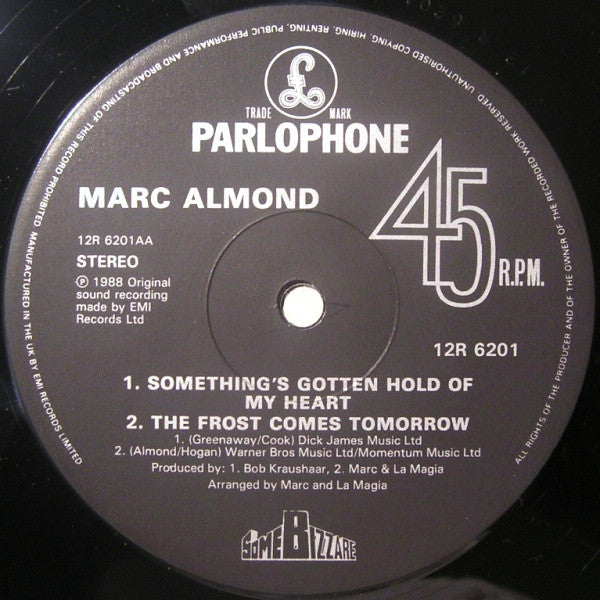 UNAUTHORISED COPYING, HIRING, RENTING, PUBLIC PERFORMANCE AND BROADCASTING OF THIS RECORD PROHIBITED MANUFACTURED IN THE UK BY EMI RECORDS LIMITED
ALL RIGHTS OF THE PRODUCER AND OF THE OWNER OF THE RECORDED WORK RESERVED
£
TRADE MARK
PARLOPHONE
MARC ALMOND
45 R.P.M.
12R 6201AA
STEREO
℗ 1988 Original
sound recording
made by EMI
Records Ltd
12R 6201
1. SOMETHING'S GOTTEN HOLD OF
MY HEART
2. THE FROST COMES TOMORROW
1. (Greenaway/Cook) Dick James Music Ltd
2. (Almond/Hogan) Warner Bros Music Ltd/Momentum Music Ltd
Produced by: 1. Bob Kraushaar, 2. Marc & La Magia
Arranged by Marc and La Magia
SOME BIZZARE